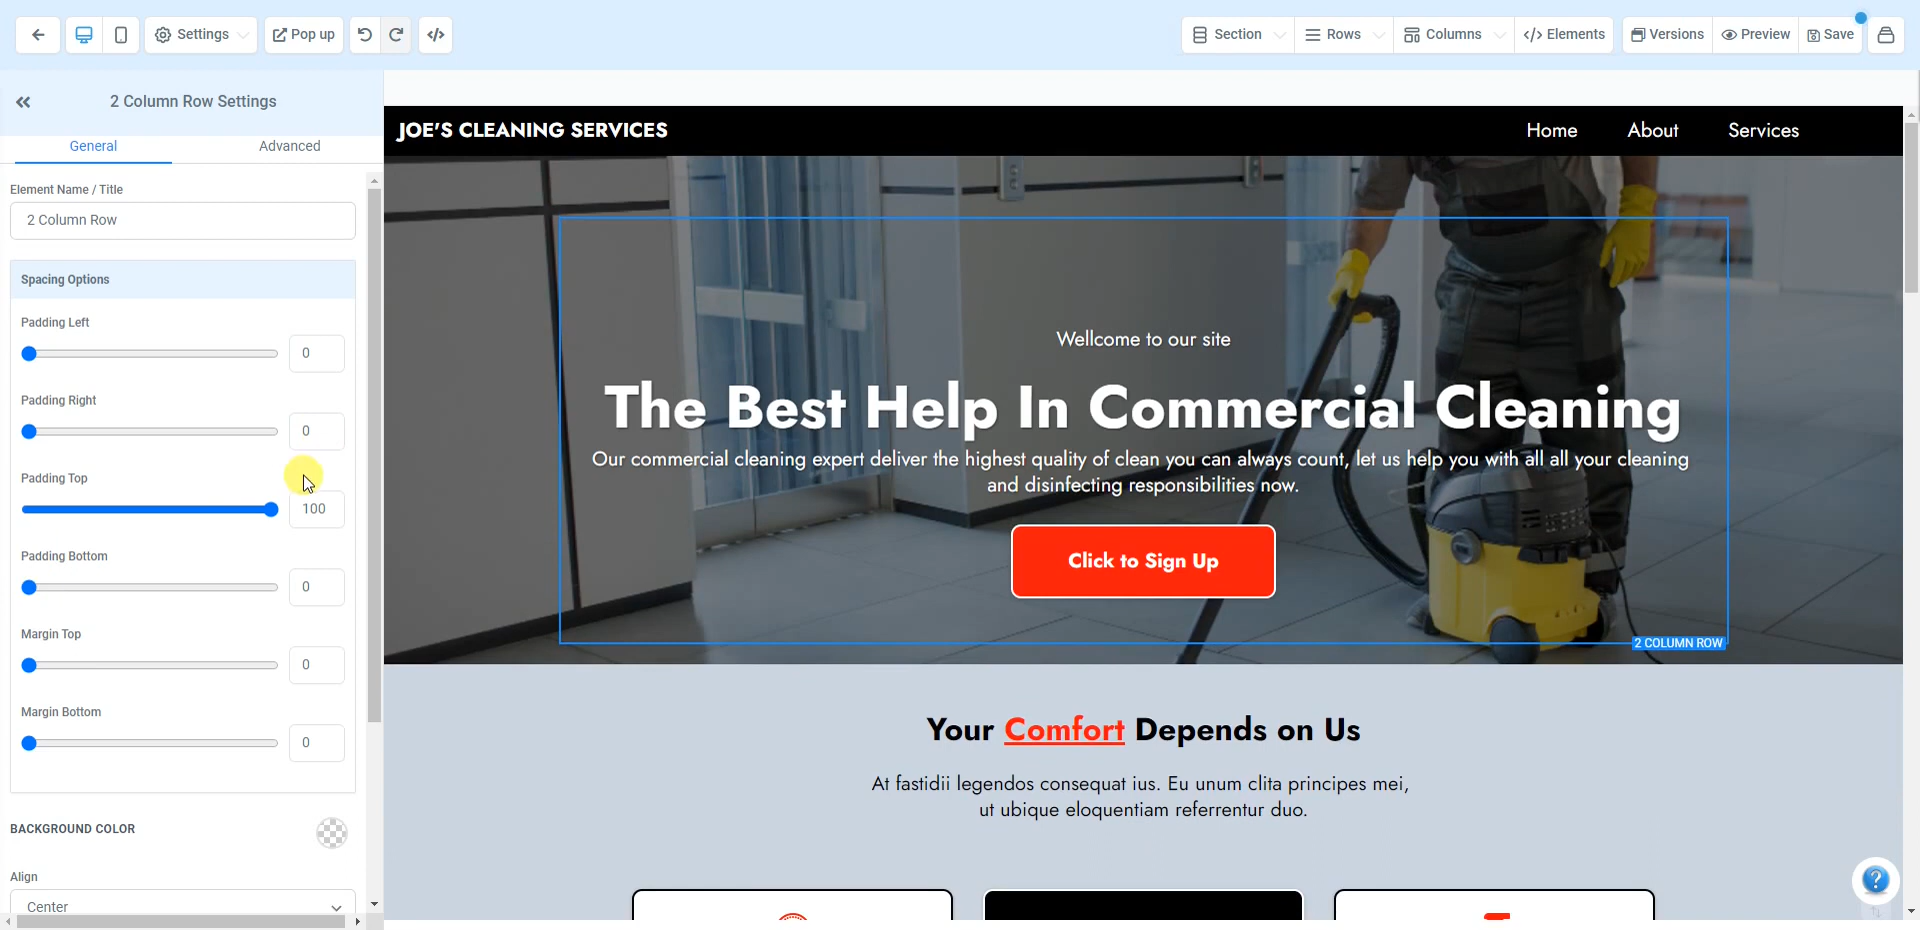 Settings
Pop up
Section
Rows
Columns
</> Elements
Versions
Preview
Save
2 Column Row Settings
General
Advanced
Element Name / Title
2 Column Row
Spacing Options
Padding Left
0
Padding Right
0
Padding Top
100
Padding Bottom
0
Margin Top
0
Margin Bottom
0
BACKGROUND COLOR
Align
Center
JOE'S CLEANING SERVICES
Home
About
Services
Wellcome to our site
The Best Help In Commercial Cleaning
Our commercial cleaning expert deliver the highest quality of clean you can always count, let us help you with all all your cleaning
and disinfecting responsibilities now.
Click to Sign Up
2 COLUMN ROW
Your Comfort Depends on Us
At fastidii legendos consequat ius. Eu unum clita principes mei,
ut ubique eloquentiam referrentur duo.